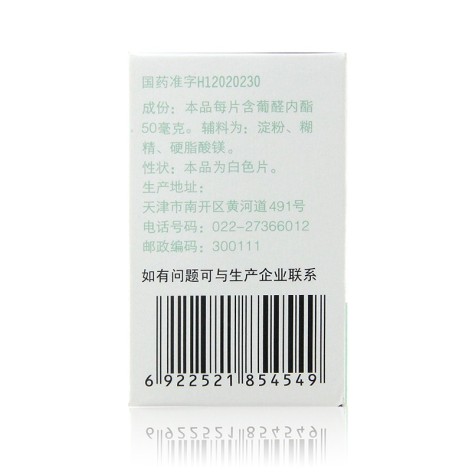 国药准字H12020230
成份：本品每片含葡醛内酯
50毫克。辅料为：淀粉、糊
精、硬脂酸镁。
性状：本品为白色片。
生产地址：
天津市南开区黄河道491号
电话号码：022-27366012
邮政编码：300111
如有问题可与生产企业联系
6 922521 854549